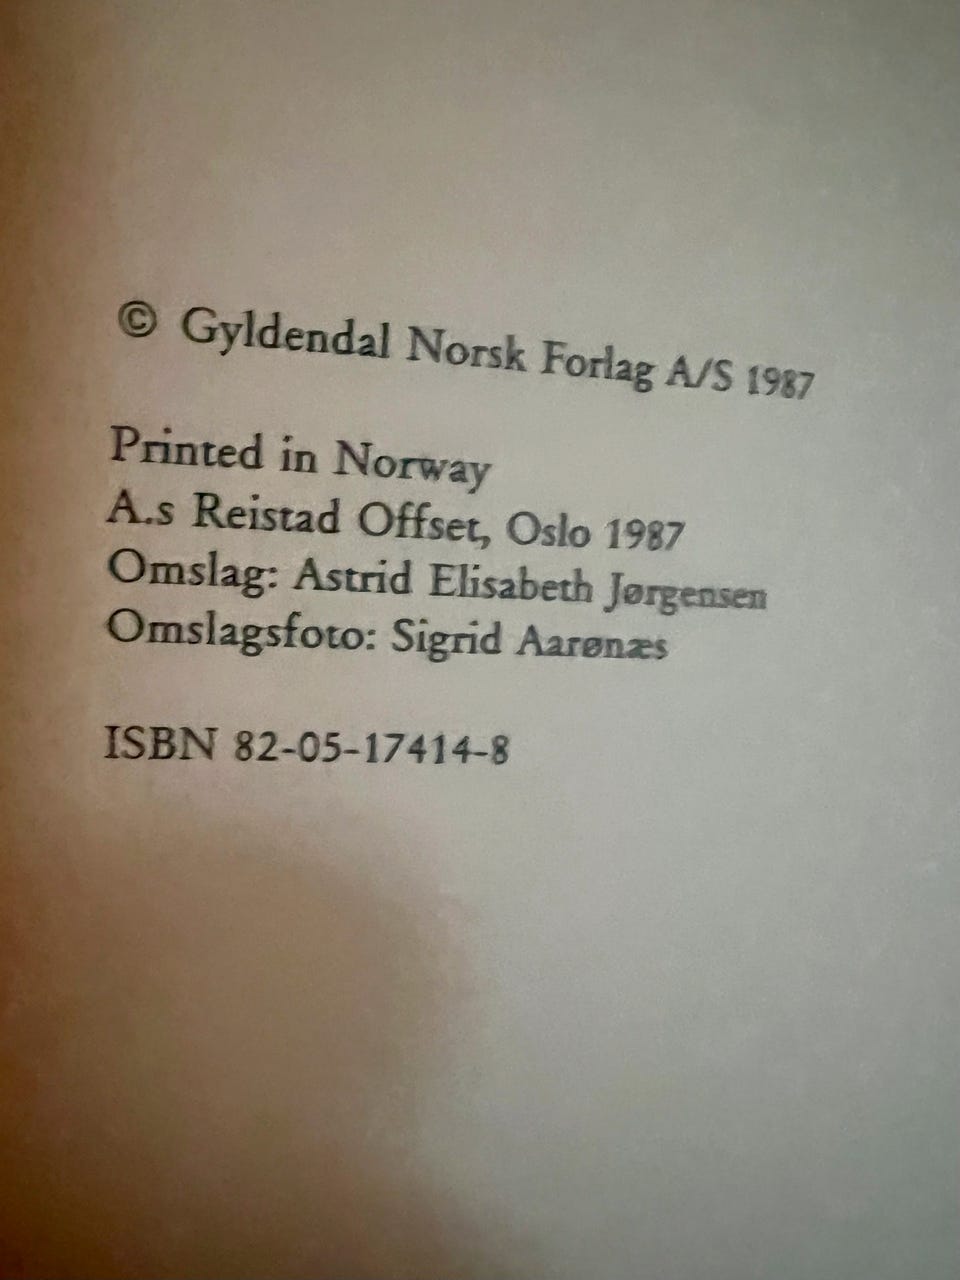 © Gyldendal Norsk Forlag A/S 1987
Printed in Norway
A.s Reistad Offset, Oslo 1987
Omslag: Astrid Elisabeth Jørgensen
Omslagsfoto: Sigrid Aarønæs
ISBN 82-05-17414-8